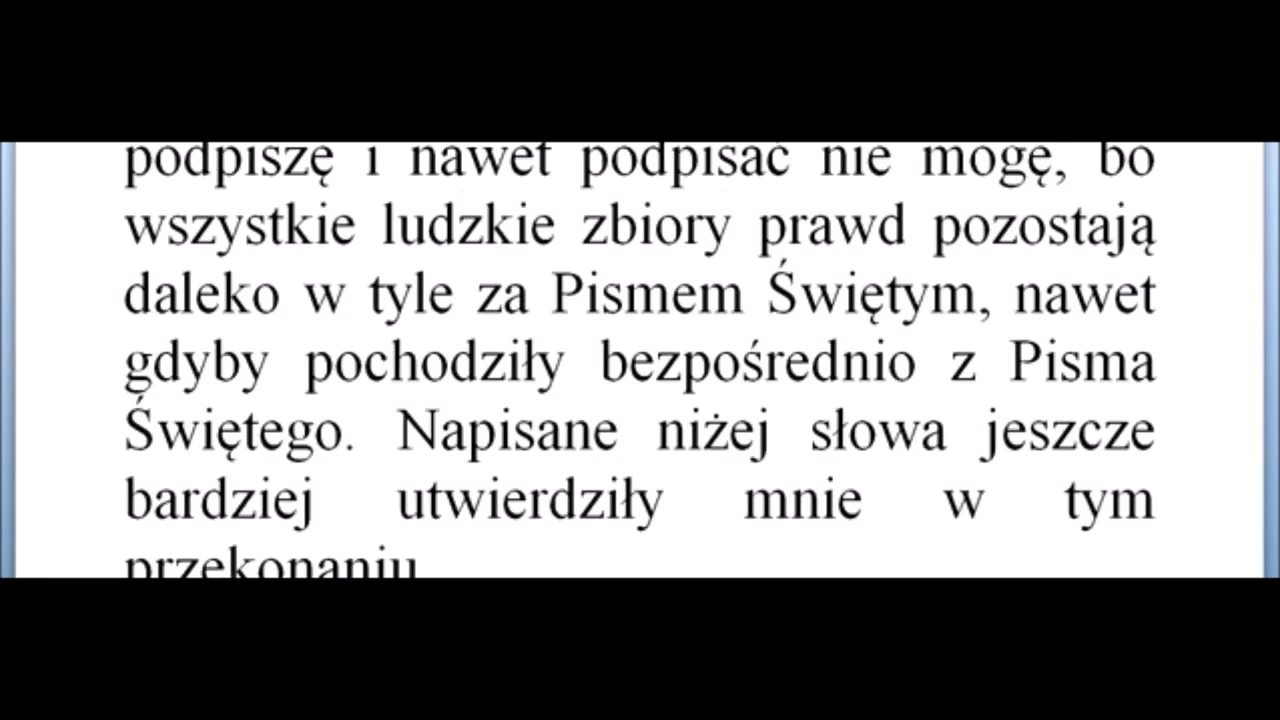 podpiszę i nawet podpisać nie mogę, bo
wszystkie ludzkie zbiory prawd pozostają
daleko w tyle za Pismem Świętym, nawet
gdyby pochodziły bezpośrednio z Pisma
Świętego. Napisane niżej słowa jeszcze
bardziej utwierdziły mnie w tym
przekonaniu